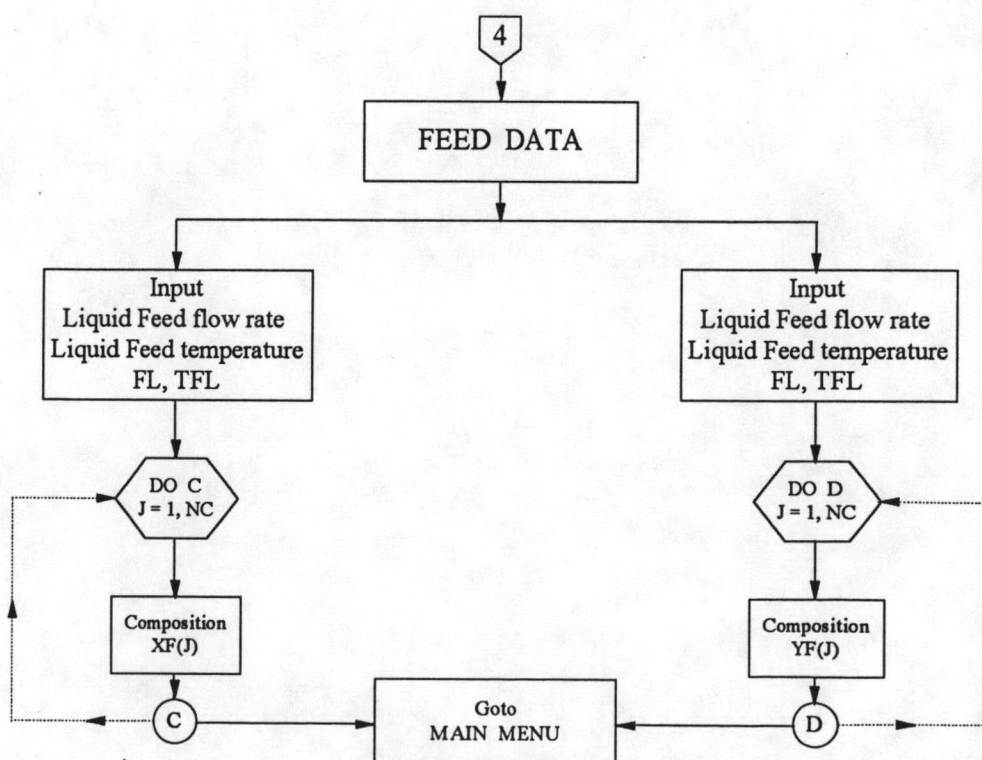 4
FEED DATA
Input
Liquid Feed flow rate
Liquid Feed temperature
FL, TFL
DO C
J = 1, NC
Composition
XF(J)
C
Input
Liquid Feed flow rate
Liquid Feed temperature
FL, TFL
DO D
J = 1, NC
Composition
YF(J)
D
Goto
MAIN MENU